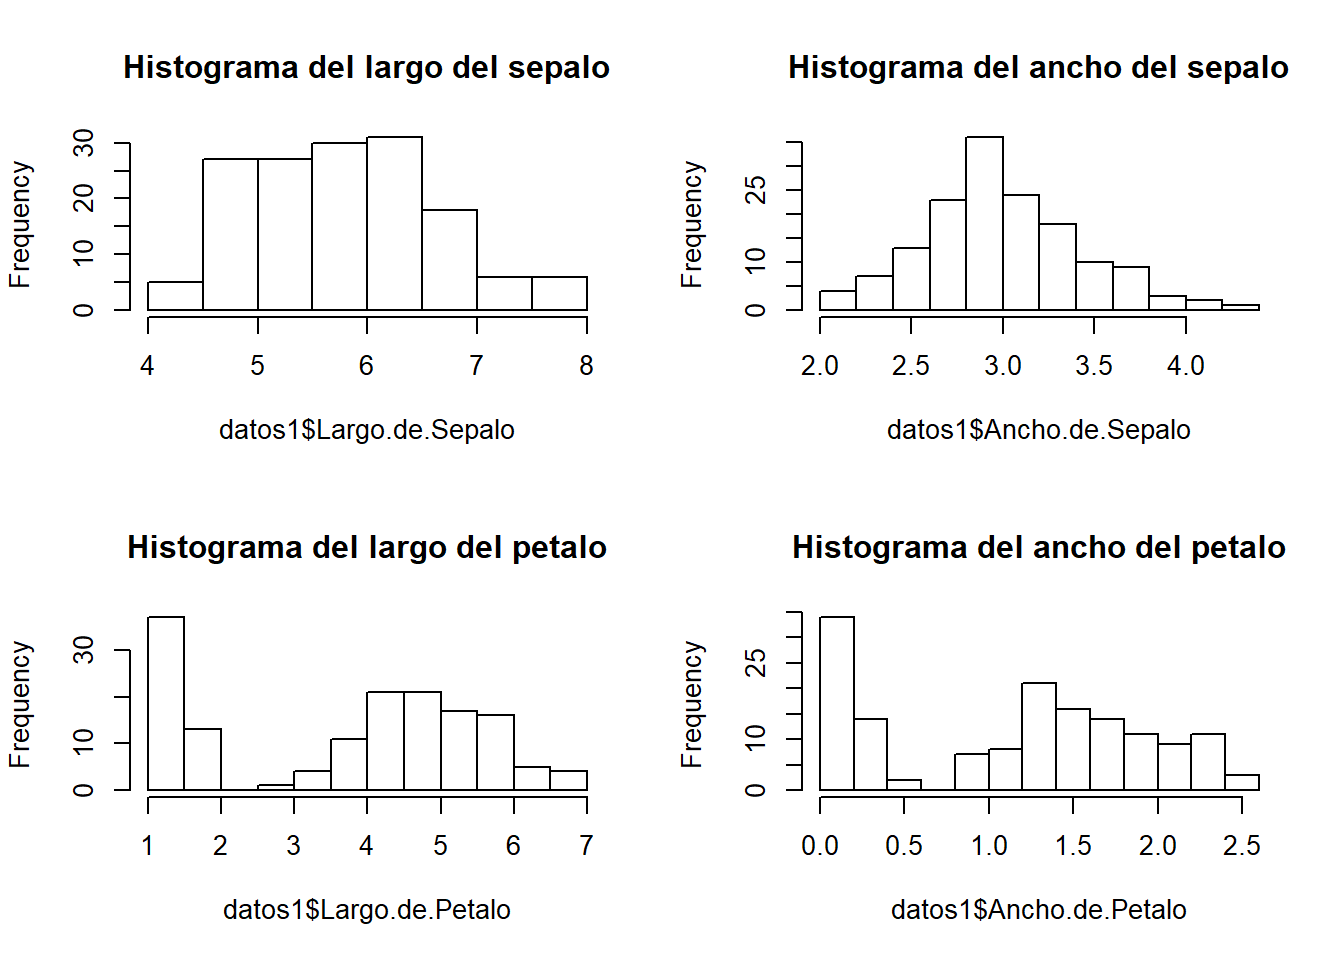 Histograma del largo del sepalo
Frequency
0 10 20 30
4 5 6 7 8
datos1$Largo.de.Sepalo
Histograma del ancho del sepalo
Frequency
0 10 25
2.0 2.5 3.0 3.5 4.0
datos1$Ancho.de.Sepalo
Histograma del largo del petalo
Frequency
0 10 30
1 2 3 4 5 6 7
datos1$Largo.de.Petalo
Histograma del ancho del petalo
Frequency
0 10 25
0.0 0.5 1.0 1.5 2.0 2.5
datos1$Ancho.de.Petalo